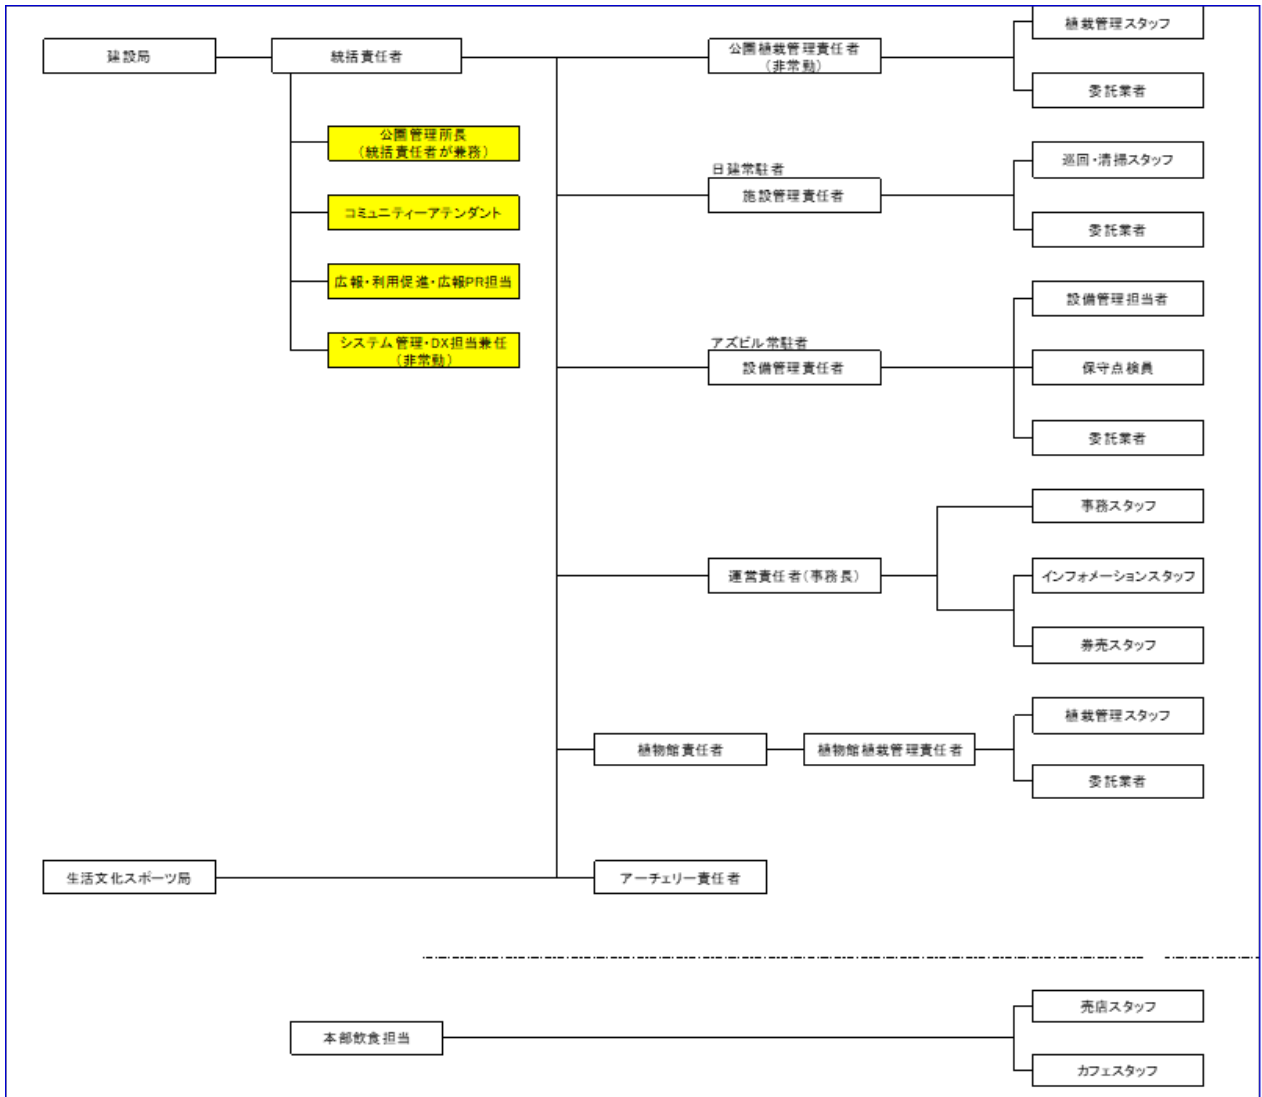 植栽管理スタッフ
建設局
統括責任者
公園植栽管理責任者
(非常勤)
委託業者
公園管理所長
(統括責任者が兼務)
日建常駐者
施設管理責任者
巡回・清掃スタッフ
委託業者
コミュニティーアテンダント
広報・利用促進・広報PR担当
システム管理・DX担当兼任
(非常勤)
アズビル常駐者
設備管理責任者
設備管理担当者
保守点検員
委託業者
運営責任者(事務長)
事務スタッフ
インフォメーションスタッフ
券売スタッフ
植物館責任者
植物館植栽管理責任者
植栽管理スタッフ
委託業者
生活文化スポーツ局
アーチェリー責任者
本部飲食担当
売店スタッフ
カフェスタッフ